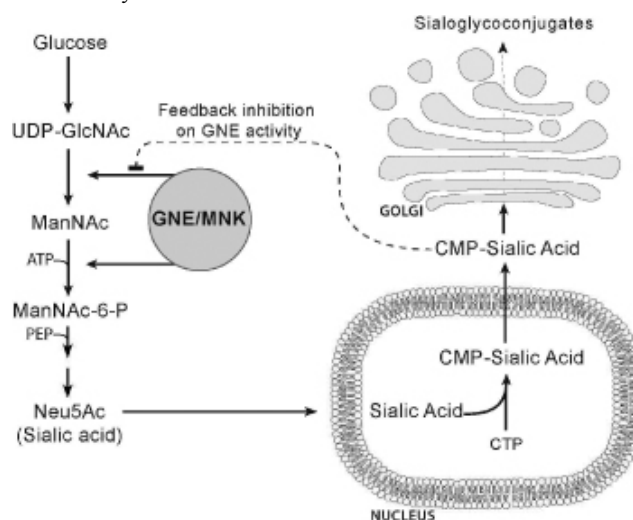 Glucose
UDP-GlcNAc
ManNAc
ATP
ManNAc-6-P
PEP
Neu5Ac
(Sialic acid)
Feedback inhibition
on GNE activity
GNE/MNK
Sialoglycoconjugates
GOLGI
CMP-Sialic Acid
CMP-Sialic Acid
Sialic Acid
CTP
NUCLEUS